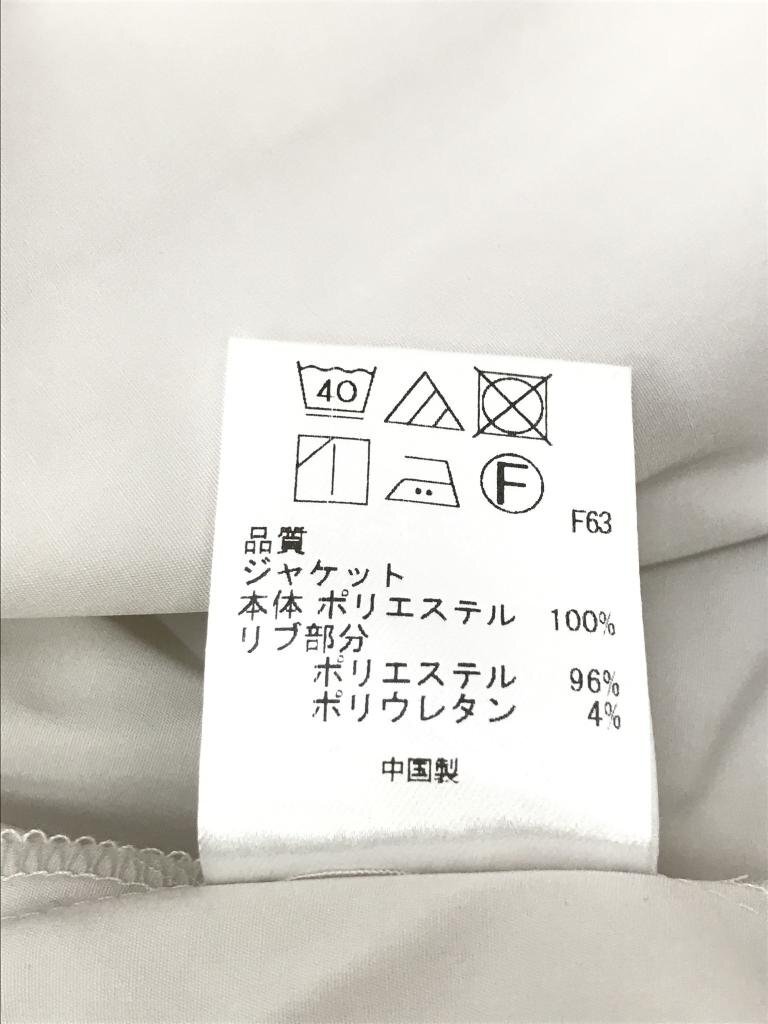 40
F
F63
品質
ジャケット
本体 ポリエステル 100%
リブ部分
ポリエステル 96%
ポリウレタン 4%
中国製